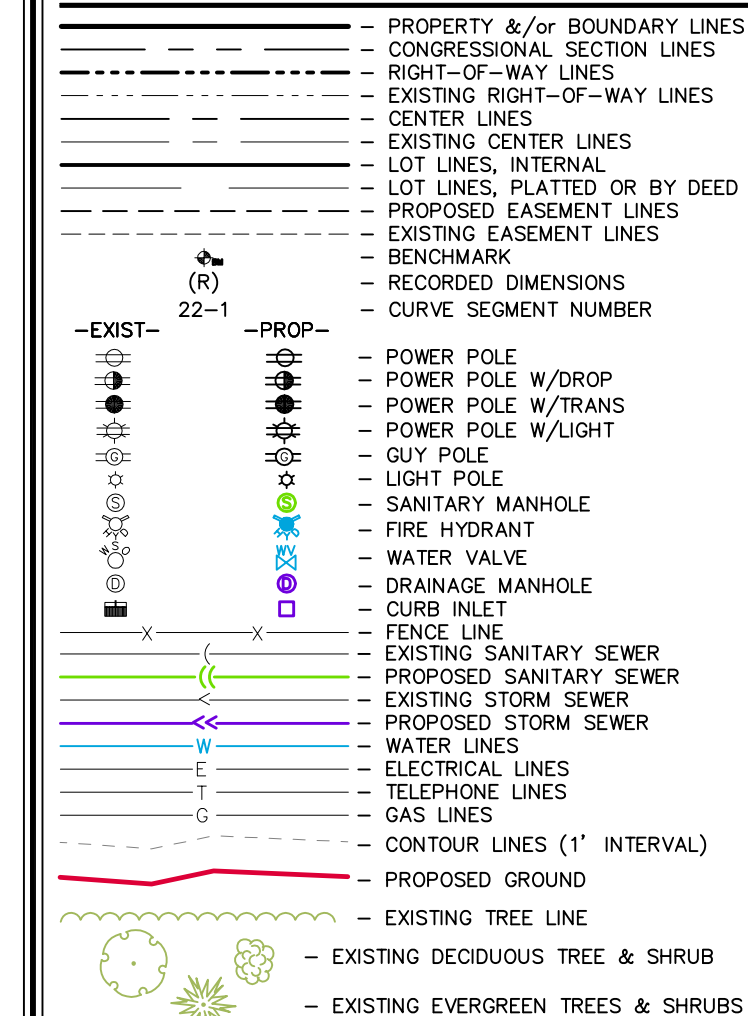 — PROPERTY &/or BOUNDARY LINES
— CONGRESSIONAL SECTION LINES
— RIGHT-OF-WAY LINES
— EXISTING RIGHT-OF-WAY LINES
— CENTER LINES
— EXISTING CENTER LINES
— LOT LINES, INTERNAL
— LOT LINES, PLATTED OR BY DEED
— PROPOSED EASEMENT LINES
— EXISTING EASEMENT LINES
BM — BENCHMARK
(R) — RECORDED DIMENSIONS
22-1 — CURVE SEGMENT NUMBER
-EXIST- -PROP-
— POWER POLE
— POWER POLE W/DROP
— POWER POLE W/TRANS
— POWER POLE W/LIGHT
G G — GUY POLE
— LIGHT POLE
S S — SANITARY MANHOLE
— FIRE HYDRANT
W S O WV — WATER VALVE
D D — DRAINAGE MANHOLE
— CURB INLET
X X — FENCE LINE
( — EXISTING SANITARY SEWER
(( — PROPOSED SANITARY SEWER
< — EXISTING STORM SEWER
<< — PROPOSED STORM SEWER
W — WATER LINES
E — ELECTRICAL LINES
T — TELEPHONE LINES
G — GAS LINES
— CONTOUR LINES (1' INTERVAL)
— PROPOSED GROUND
— EXISTING TREE LINE
— EXISTING DECIDUOUS TREE & SHRUB
— EXISTING EVERGREEN TREES & SHRUBS